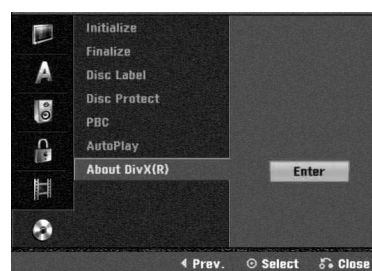 Initialize
Finalize
A
Disc Label
Disc Protect
PBC
AutoPlay
About DivX(R)
Enter
Prev. Select Close